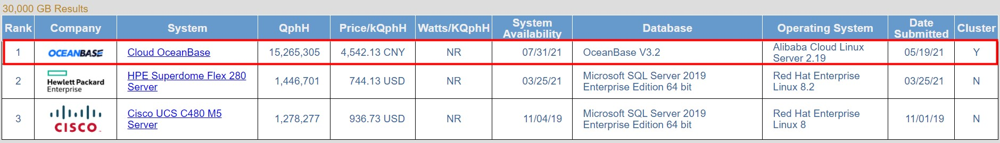 30,000 GB Results
Rank Company System QphH Price/kQphH Watts/KQphH System Availability Database Operating System Date Submitted Cluster
1 OCEANBASE Cloud OceanBase 15,265,305 4,542.13 CNY NR 07/31/21 OceanBase V3.2 Alibaba Cloud Linux Server 2.19 05/19/21 Y
2 Hewlett Packard Enterprise HPE Superdome Flex 280 Server 1,446,701 744.13 USD NR 03/25/21 Microsoft SQL Server 2019 Enterprise Edition 64 bit Red Hat Enterprise Linux 8.2 03/25/21 N
3 CISCO Cisco UCS C480 M5 Server 1,278,277 936.73 USD NR 11/04/19 Microsoft SQL Server 2019 Enterprise Edition 64 bit Red Hat Enterprise Linux 8 11/01/19 N